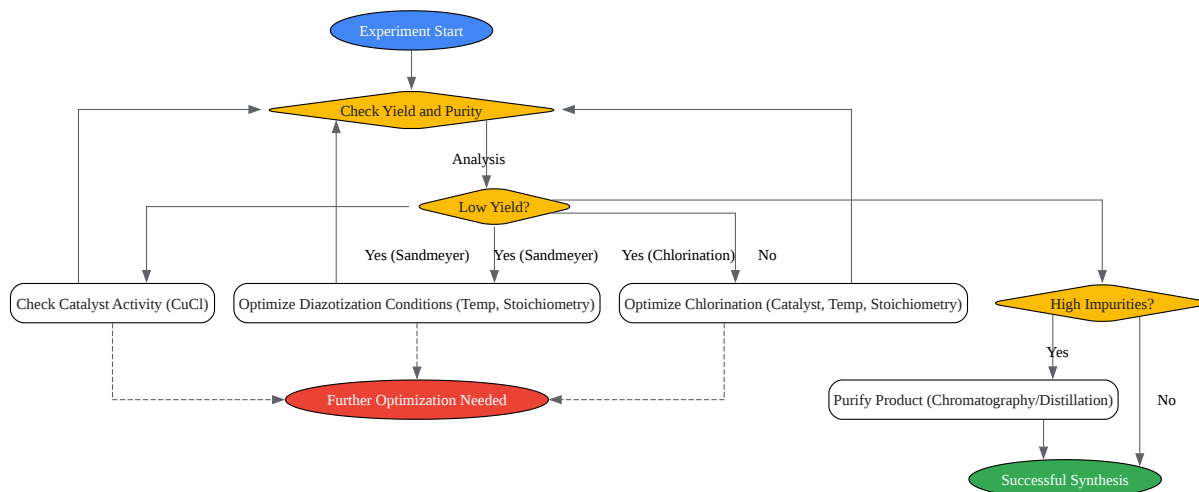 Experiment Start
Check Yield and Purity
Analysis
Low Yield?
Yes (Sandmeyer)
Yes (Sandmeyer)
Yes (Chlorination)
No
Check Catalyst Activity (CuCl)
Optimize Diazotization Conditions (Temp, Stoichiometry)
Optimize Chlorination (Catalyst, Temp, Stoichiometry)
High Impurities?
Yes
Further Optimization Needed
Purify Product (Chromatography/Distillation)
No
Successful Synthesis